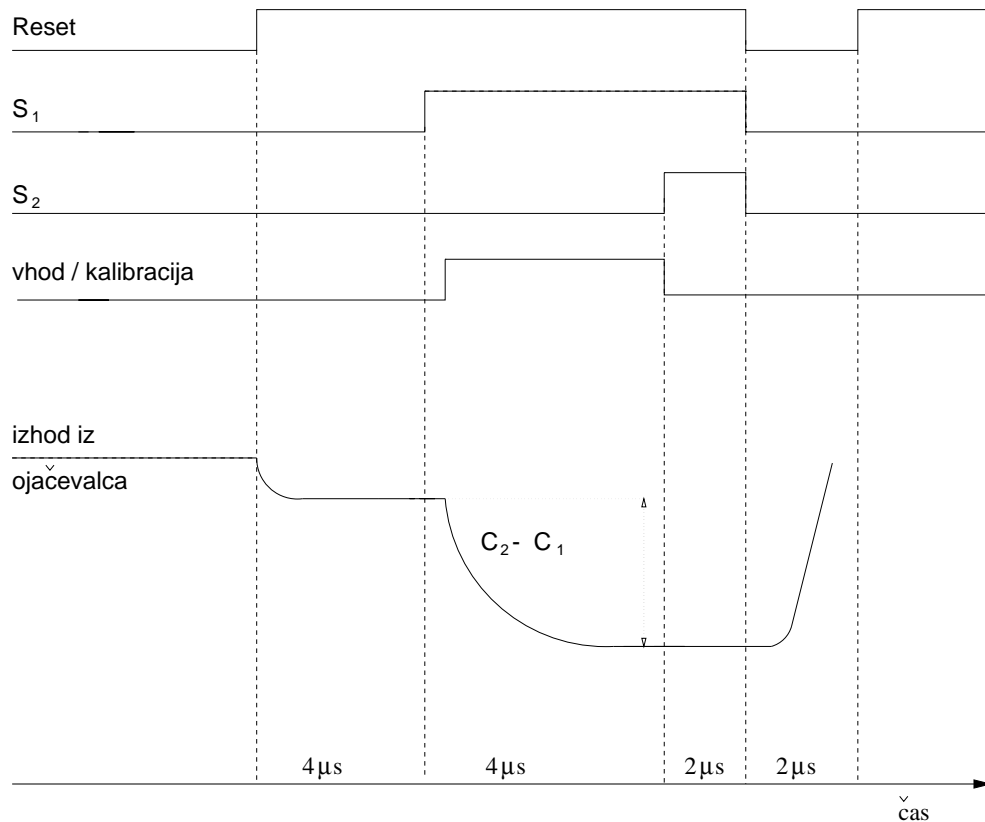 Reset
S₁
S₂
vhod / kalibracija
izhod iz
ojačevalca
C₂ - C₁
4μs 4μs 2μs 2μs
čas